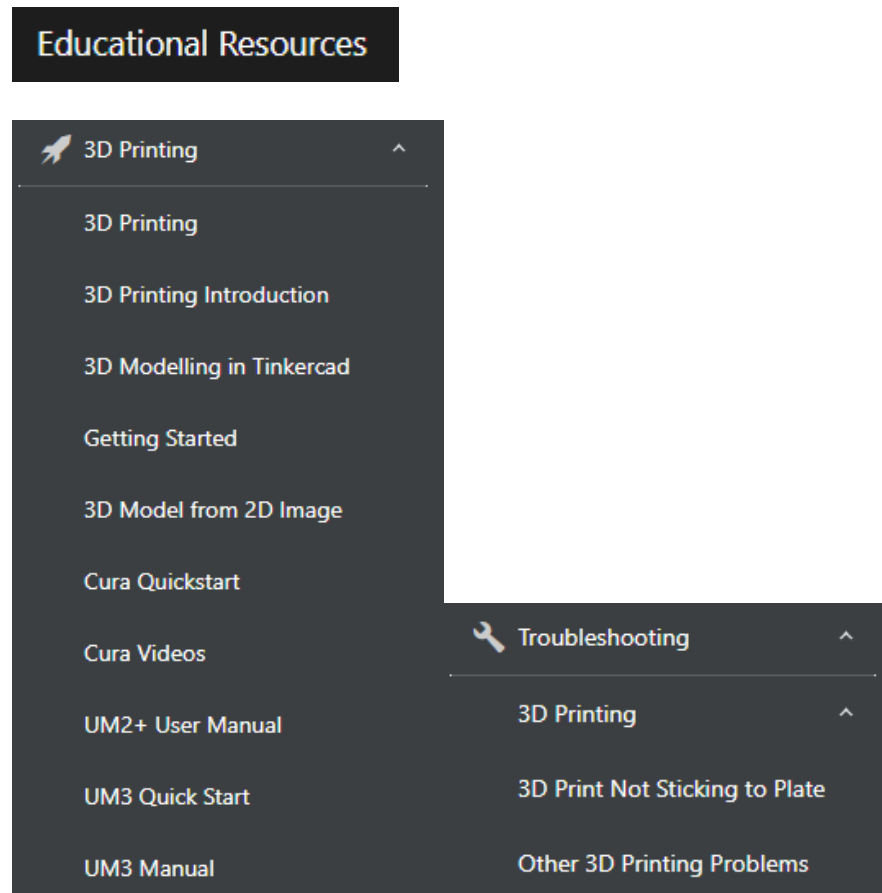 Educational Resources
3D Printing
3D Printing
3D Printing Introduction
3D Modelling in Tinkercad
Getting Started
3D Model from 2D Image
Cura Quickstart
Cura Videos
UM2+ User Manual
UM3 Quick Start
UM3 Manual
Troubleshooting
3D Printing
3D Print Not Sticking to Plate
Other 3D Printing Problems